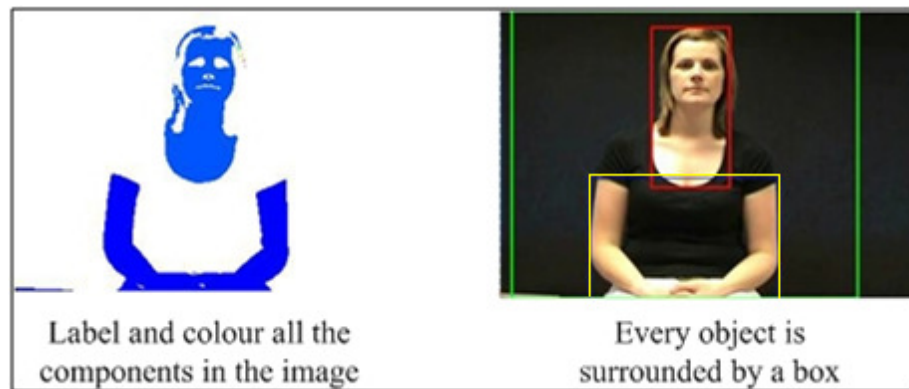 Label and colour all the
components in the image
Every object is
surrounded by a box